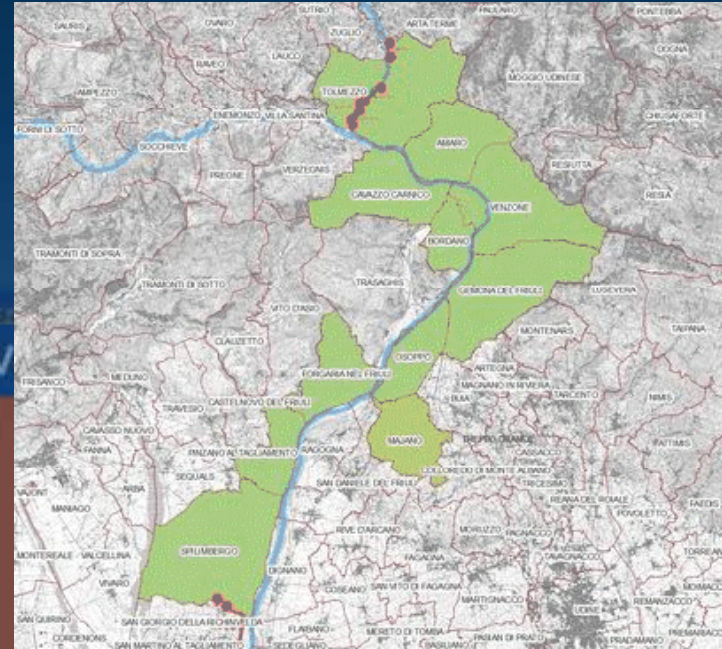 SAURIS
OVARO
SUTRIO
PAULARO
PONTEBBA
ZUGLIO
ARTA TERME
DOGNA
RAVEO
LAUCO
AMPEZZO
TOLMEZZO
MOGGIO UDINESE
CHIUSAFORTE
FORNI DI SOTTO
ENEMONZO
VILLA SANTINA
SOCCHIEVE
AMARO
PREONE
VERZEGNIS
RESIUTTA
CAVAZZO CARNICO
VENZONE
RESIA
BORDANO
TRAMONTI DI SOPRA
TRASAGHIS
TRAMONTI DI SOTTO
GEMONA DEL FRIULI
LUSEVERA
VITO D'ASIO
CLAUZETTO
MONTENARS
TAIPANA
OSOPPO
ARTEGNA
FRISANCO
MEDUNO
FORGARIA NEL FRIULI
MAGNANO IN RIVIERA
BUIA
TARCENTO
NIMIS
TRAVESIO
CASTELNOVO DEL FRIULI
CAVASSO NUOVO
MAJANO
TREPPO GRANDE
ATTIMIS
FANNA
PINZANO AL TAGLIAMENTO
RAGOGNA
CASSACCO
SEQUALS
COLLOREDO DI MONTE ALBANO
VAJONT
ARBA
SAN DANIELE DEL FRIULI
TRICESIMO
MANIAGO
REANA DEL ROIALE
FAEDIS
POVOLETTO
SPILIMBERGO
RIVE D'ARCANO
MORUZZO
PAGNACCO
MONTEREALE - VALCELLINA
FAGAGNA
TAVAGNACCO
VIVARO
DIGNANO
COSEANO
SAN VITO DI FAGAGNA
MARTIGNACCO
REMANZACCO
SAN QUIRINO
SAN GIORGIO DELLA RICHINVELDA
UDINE
CORDENONS
FLAIBANO
MERETO DI TOMBA
PASIAN DI PRATO
PRADAMANO
SAN MARTINO AL TAGLIAMENTO
SEDEGLIANO
BASILIANO